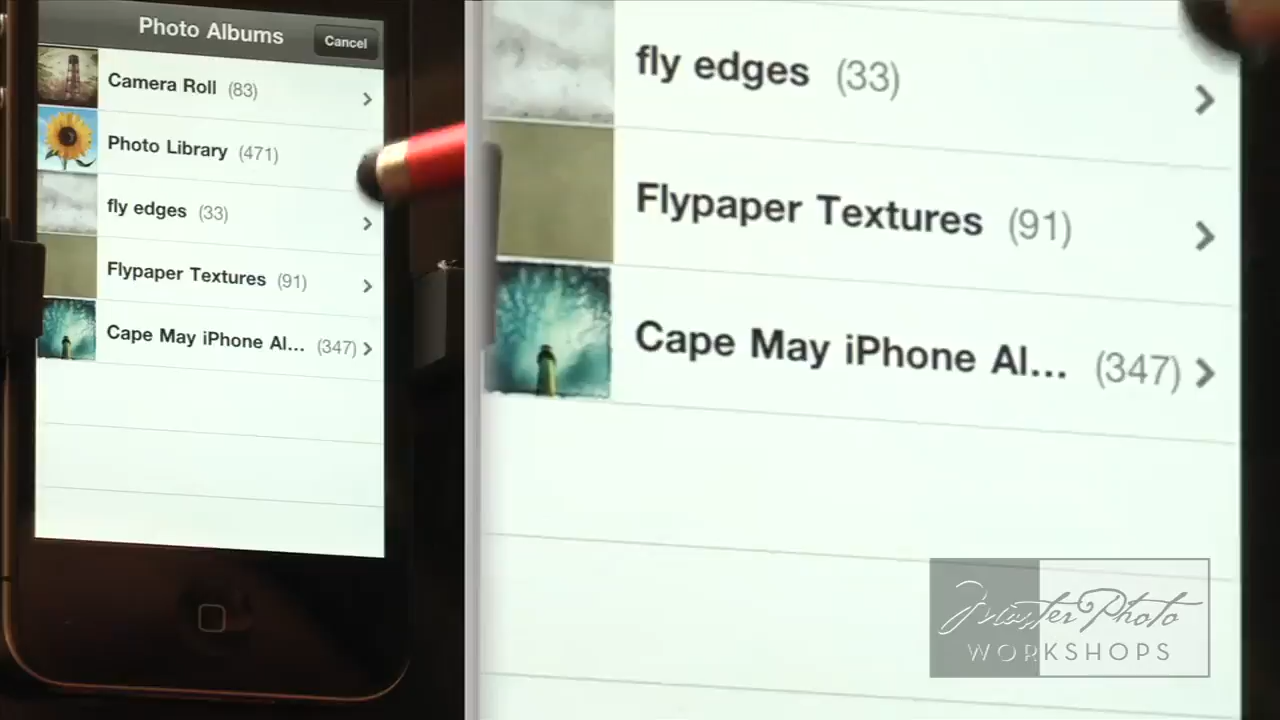 Photo Albums
Cancel
Camera Roll (83)
Photo Library (471)
fly edges (33)
Flypaper Textures (91)
Cape May iPhone Al... (347)
fly edges (33)
Flypaper Textures (91)
Cape May iPhone Al... (347)
Master Photo
WORKSHOPS